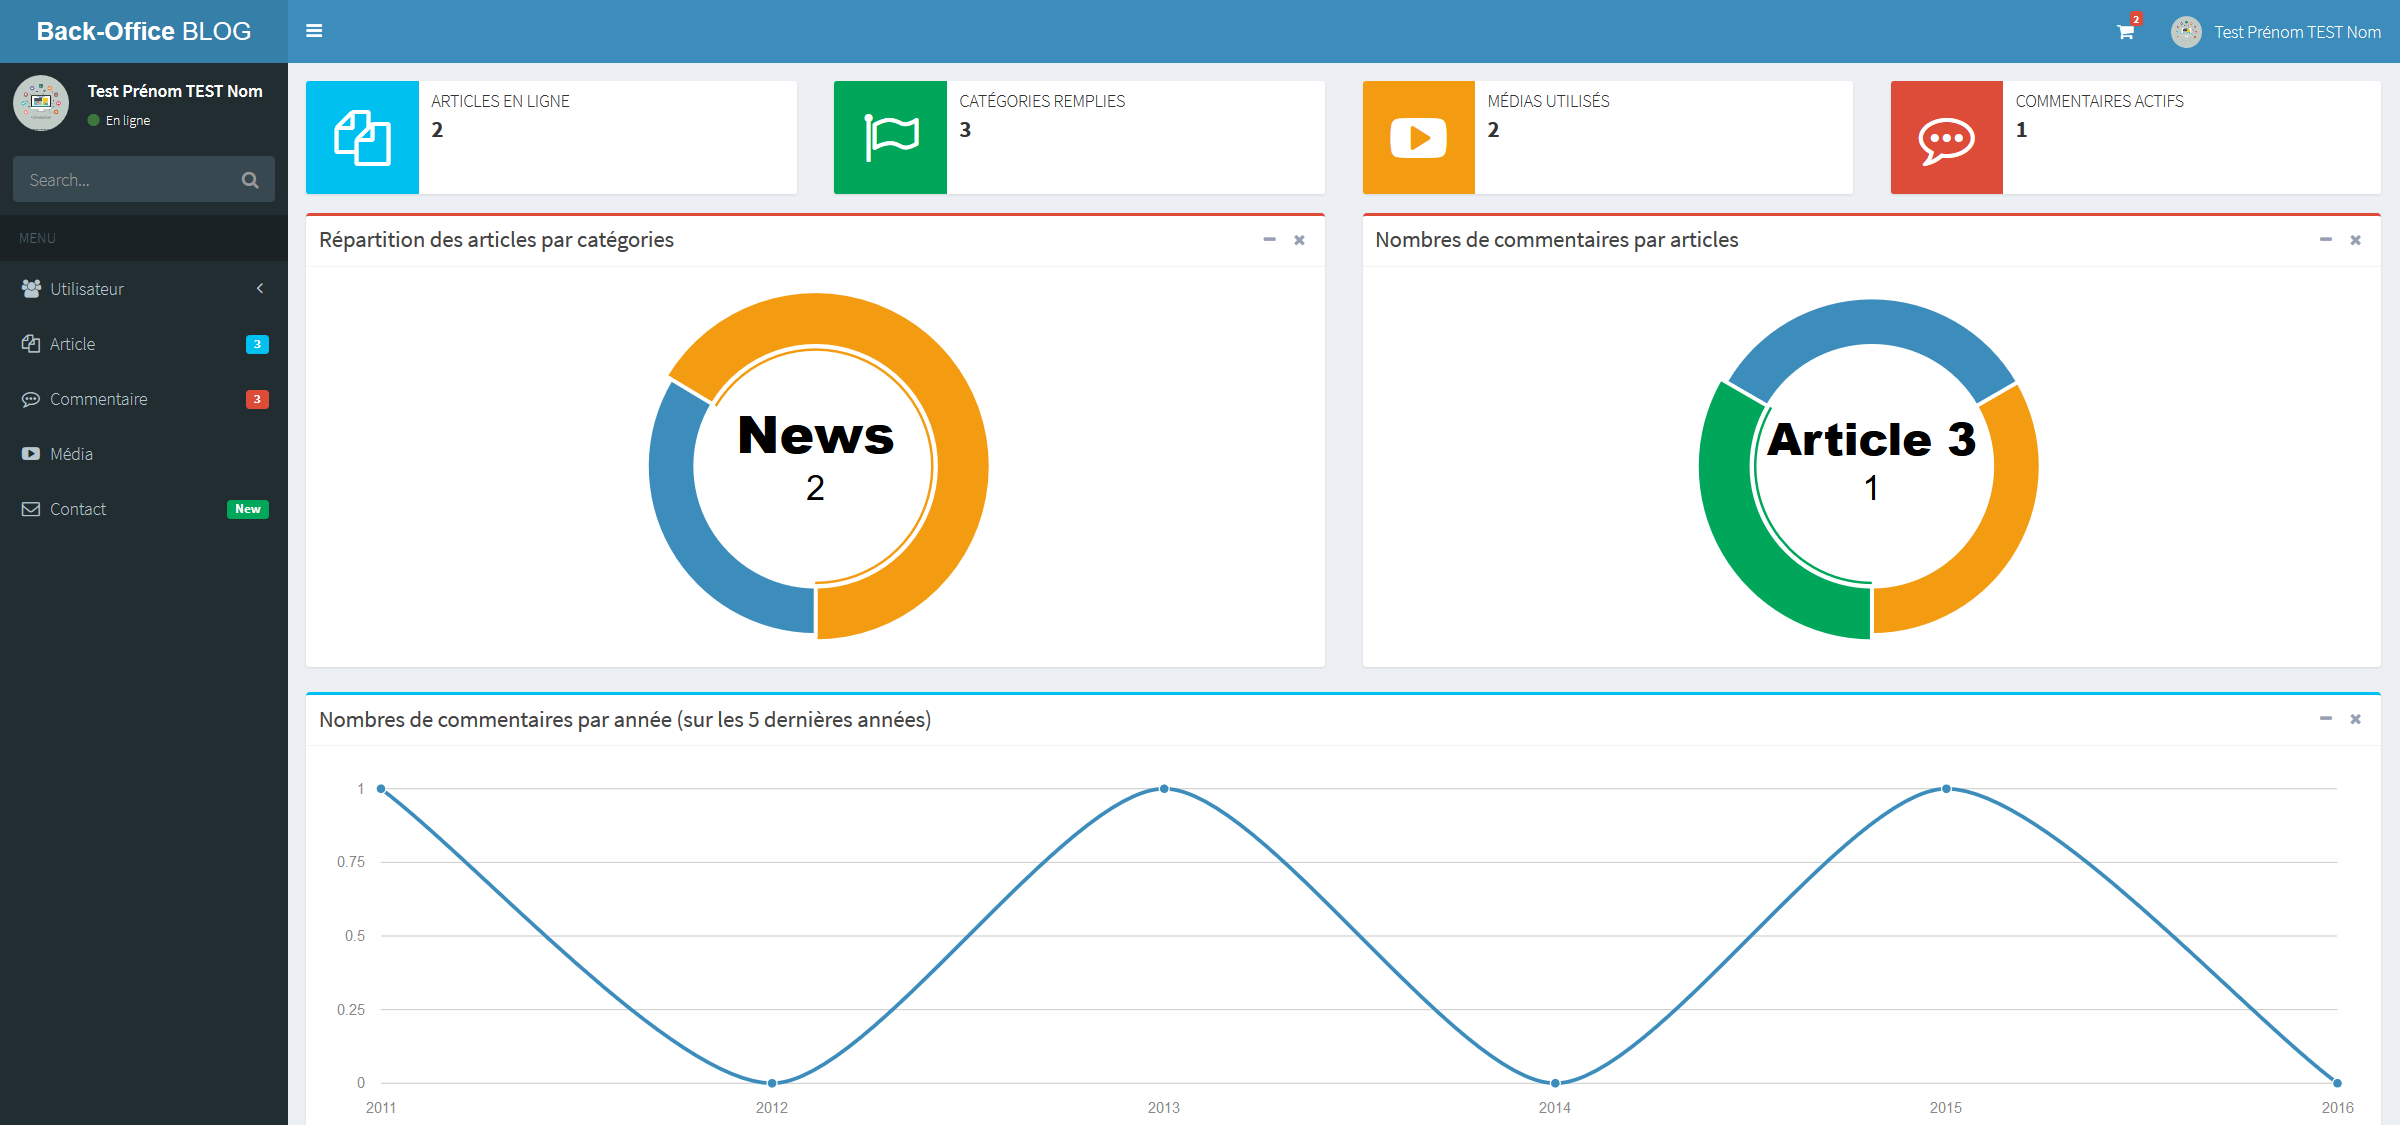 Back-Office BLOG
2
Test Prénom TEST Nom
Test Prénom TEST Nom
En ligne
Search...
MENU
Utilisateur
Article 3
Commentaire 3
Média
Contact New
ARTICLES EN LIGNE
2
CATÉGORIES REMPLIES
3
MÉDIAS UTILISÉS
2
COMMENTAIRES ACTIFS
1
Répartition des articles par catégories
News
2
Nombres de commentaires par articles
Article 3
1
Nombres de commentaires par année (sur les 5 dernières années)
1
0.75
0.5
0.25
0
2011 2012 2013 2014 2015 2016